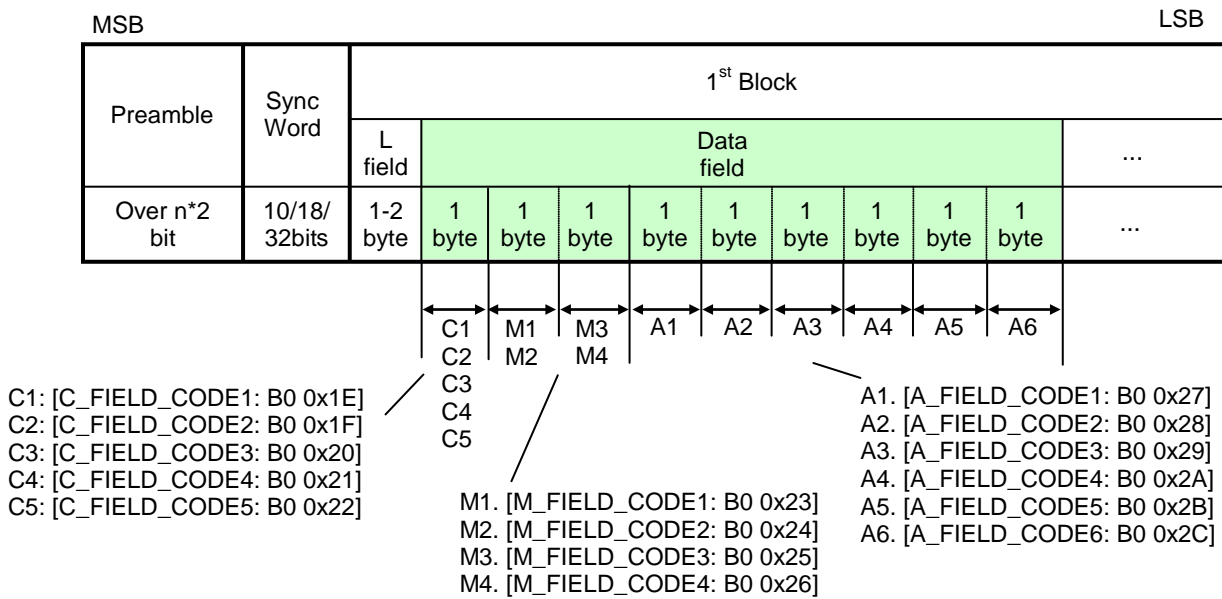 MSB
LSB
Preamble
Sync
Word
1st Block
L
field
Data
field
...
Over n*2
bit
10/18/
32bits
1-2
byte
1
byte
1
byte
1
byte
1
byte
1
byte
1
byte
1
byte
1
byte
1
byte
...
C1
C2
C3
C4
C5
M1
M2
M3
M4
A1
A2
A3
A4
A5
A6
C1: [C_FIELD_CODE1: B0 0x1E]
C2: [C_FIELD_CODE2: B0 0x1F]
C3: [C_FIELD_CODE3: B0 0x20]
C4: [C_FIELD_CODE4: B0 0x21]
C5: [C_FIELD_CODE5: B0 0x22]
M1. [M_FIELD_CODE1: B0 0x23]
M2. [M_FIELD_CODE2: B0 0x24]
M3. [M_FIELD_CODE3: B0 0x25]
M4. [M_FIELD_CODE4: B0 0x26]
A1. [A_FIELD_CODE1: B0 0x27]
A2. [A_FIELD_CODE2: B0 0x28]
A3. [A_FIELD_CODE3: B0 0x29]
A4. [A_FIELD_CODE4: B0 0x2A]
A5. [A_FIELD_CODE5: B0 0x2B]
A6. [A_FIELD_CODE6: B0 0x2C]